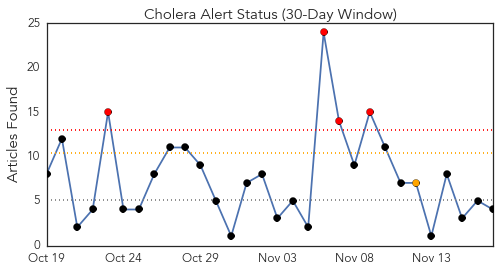 Cholera Alert Status (30-Day Window)
Articles Found
25
20
15
10
5
0
Oct 19 Oct 24 Oct 29 Nov 03 Nov 08 Nov 13